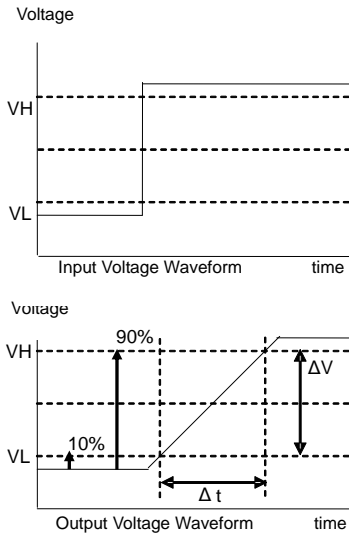 Voltage
VH
VL
Input Voltage Waveform time
Voltage
90%
VH
ΔV
10%
VL
Δ t
Output Voltage Waveform time